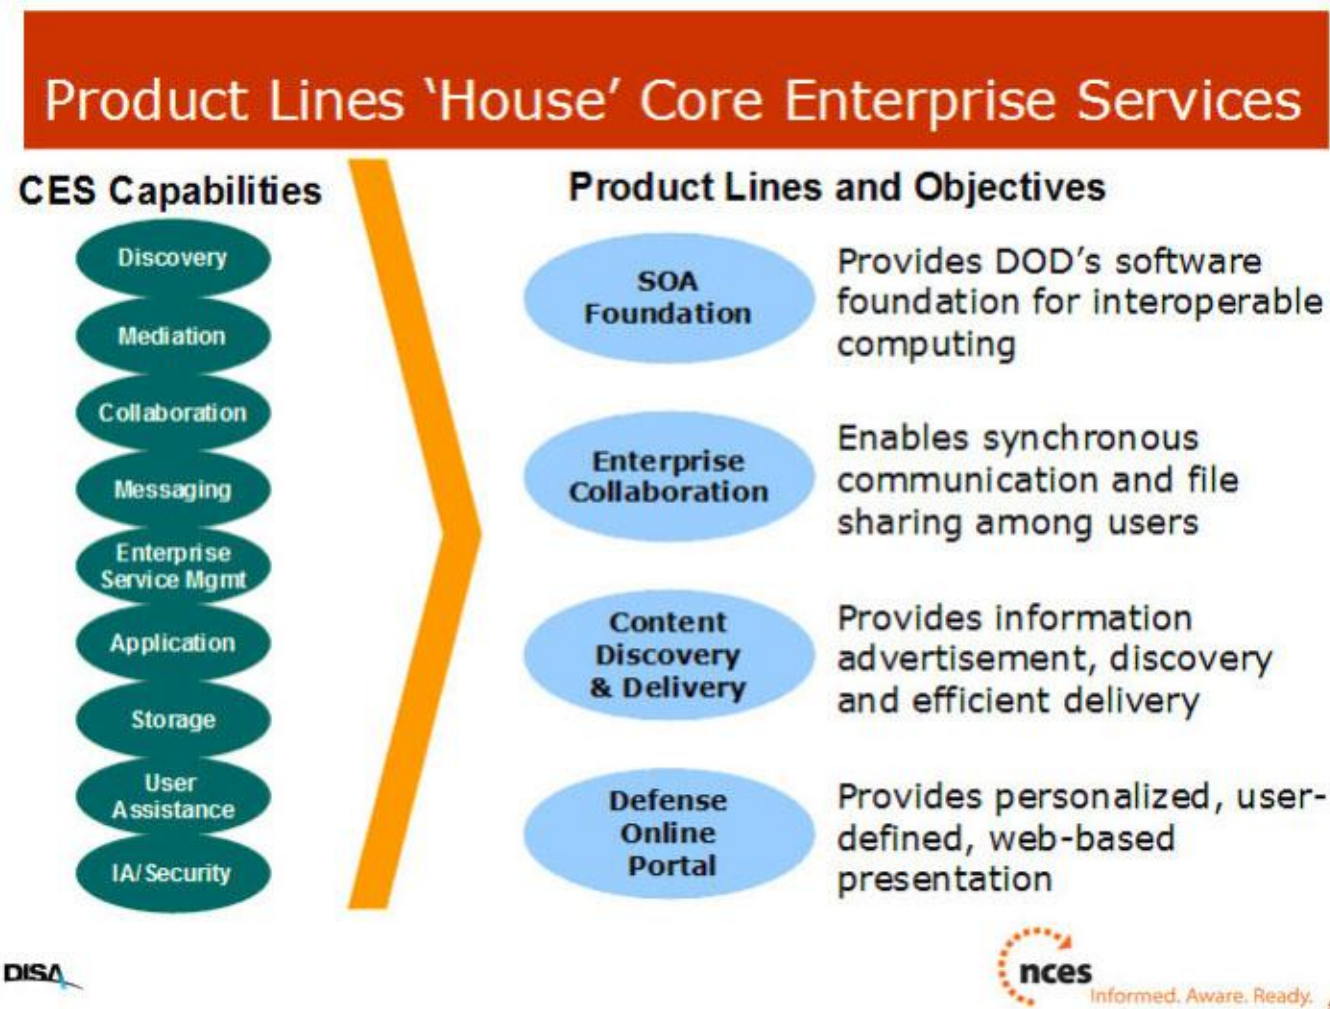 Product Lines ‘House’ Core Enterprise Services
CES Capabilities
Discovery
Mediation
Collaboration
Messaging
Enterprise
Service Mgmt
Application
Storage
User
Assistance
IA/Security
Product Lines and Objectives
SOA
Foundation
Provides DOD’s software
foundation for interoperable
computing
Enterprise
Collaboration
Enables synchronous
communication and file
sharing among users
Content
Discovery
& Delivery
Provides information
advertisement, discovery
and efficient delivery
Defense
Online
Portal
Provides personalized, user-
defined, web-based
presentation
DISA
nces
Informed. Aware. Ready.